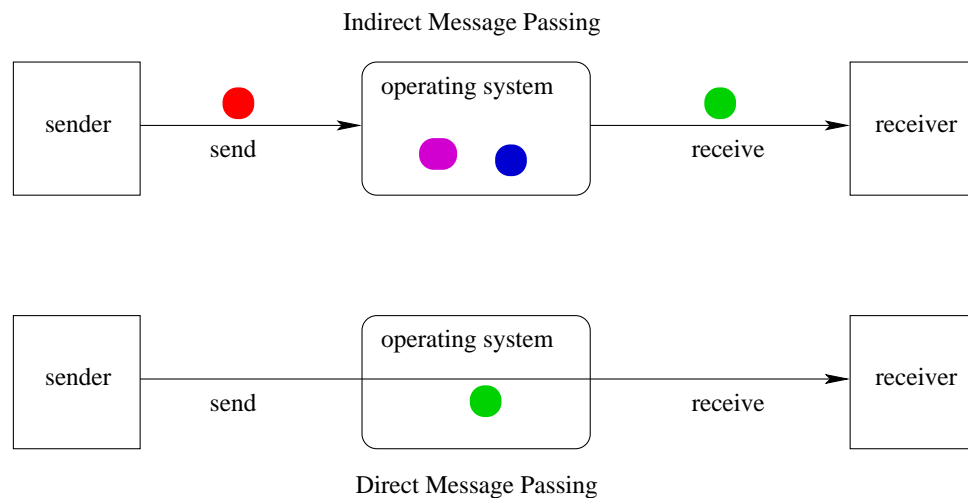 Indirect Message Passing
operating system
sender
receiver
send
receive
operating system
sender
receiver
send
receive
Direct Message Passing